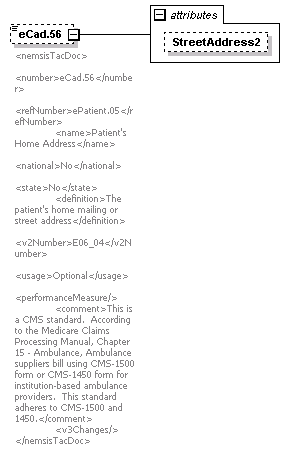 attributes
eCad.56
StreetAddress2
<nemsisTacDoc>
<number>eCad.56</numbe
r>
<refNumber>ePatient.05</r
efNumber>
<name>Patient's
Home Address</name>
<national>No</national>
<state>No</state>
<definition>The
patient's home mailing or
street address</definition>
<v2Number>E06_04</v2N
umber>
<usage>Optional</usage>
<performanceMeasure/>
<comment>This is
a CMS standard.  According
to the Medicare Claims
Processing Manual, Chapter
15 - Ambulance, Ambulance
suppliers bill using CMS-1500
form or CMS-1450 form for
institution-based ambulance
providers.  This standard
adheres to CMS-1500 and
1450.</comment>
<v3Changes/>
</nemsisTacDoc>